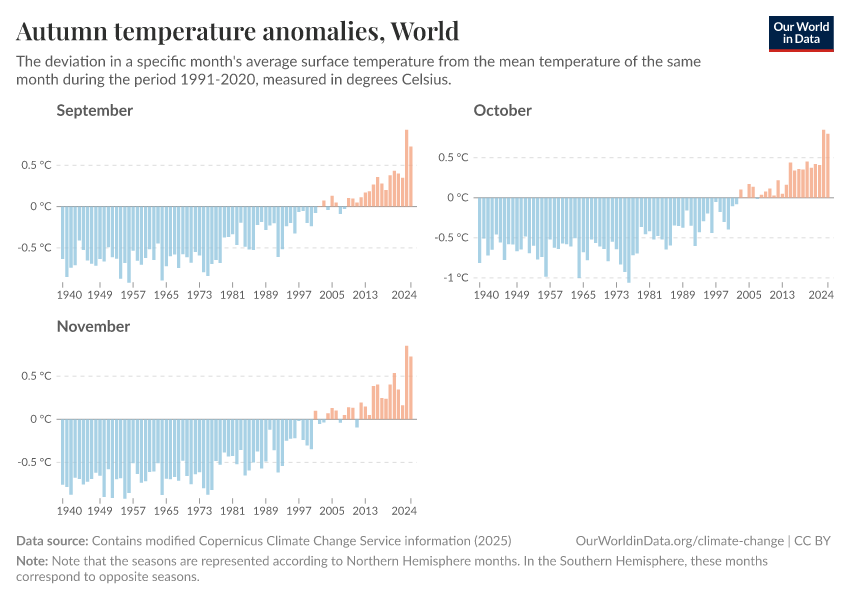 Autumn temperature anomalies, World
Our World
in Data
The deviation in a specific month's average surface temperature from the mean temperature of the same
month during the period 1991-2020, measured in degrees Celsius.
September
0.5 °C
0 °C
-0.5 °C
1940 1949 1957 1965 1973 1981 1989 1997 2005 2013 2024
October
0.5 °C
0 °C
-0.5 °C
-1 °C
1940 1949 1957 1965 1973 1981 1989 1997 2005 2013 2024
November
0.5 °C
0 °C
-0.5 °C
1940 1949 1957 1965 1973 1981 1989 1997 2005 2013 2024
Data source: Contains modified Copernicus Climate Change Service information (2025)
OurWorldinData.org/climate-change | CC BY
Note: Note that the seasons are represented according to Northern Hemisphere months. In the Southern Hemisphere, these months
correspond to opposite seasons.